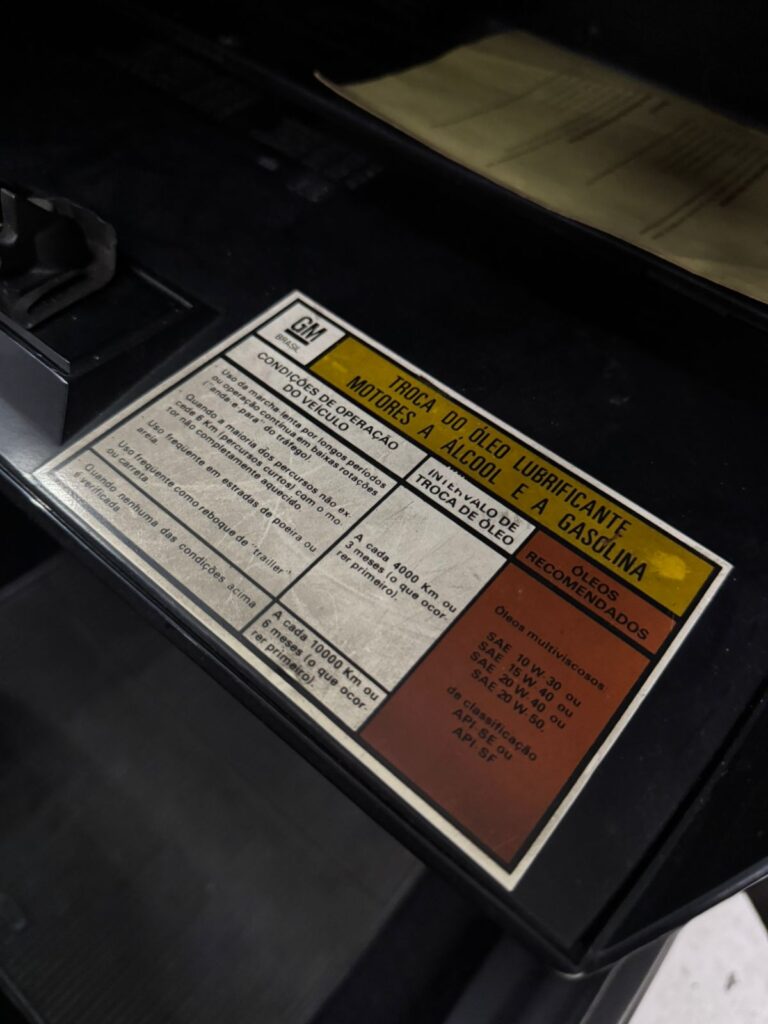 GM
BRASIL
TROCA DO ÓLEO LUBRIFICANTE
MOTORES A ÁLCOOL E A GASOLINA
CONDIÇÕES DE OPERAÇÃO
DO VEÍCULO
INTERVALO DE
TROCA DE ÓLEO
ÓLEOS
RECOMENDADOS
Uso da marcha lenta por longos períodos
ou operação contínua em baixas rotações
("anda e para" do tráfego).
Quando a maioria dos percursos não ex
cede 6 Km (percursos curtos) com o mo-
tor não completamente aquecido.
Uso freqüente em estradas de poeira ou
areia
Uso frequente como reboque de "trailler"
ou carreta
A cada 4000 Km ou
3 meses (o que ocor-
rer primeiro).
Quando nenhuma das condições acima
é verificada
A cada 10000 Km ou
6 meses (o que ocor-
rer primeiro).
Óleos multiviscosos
SAE 10 W-30 ou
SAE 15 W 40 ou
SAE 20 W 40 ou
SAE 20 W-50,
de classificação
API-SE ou
API SF